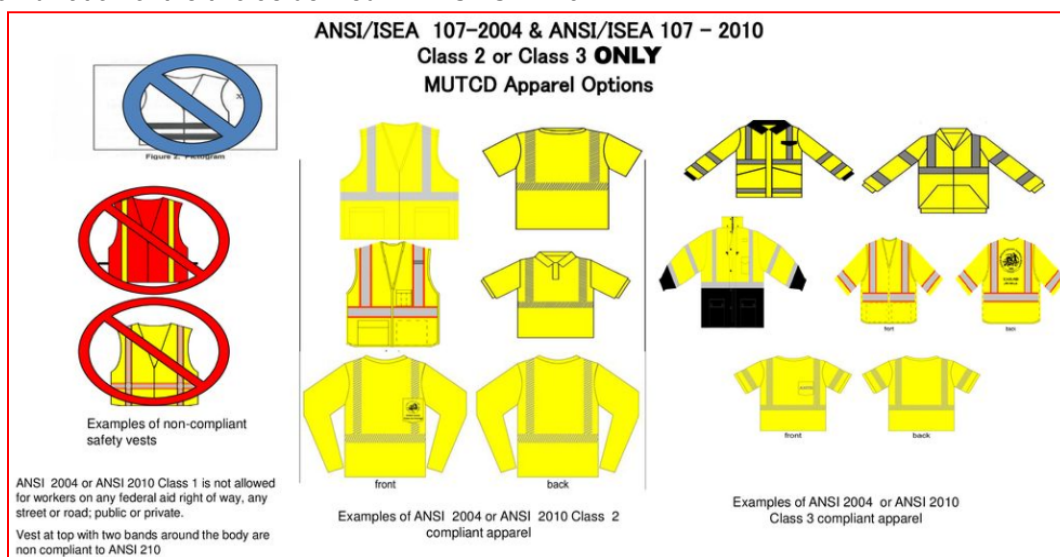 ANSI/ISEA 107-2004 & ANSI/ISEA 107 - 2010
Class 2 or Class 3 ONLY
MUTCD Apparel Options
Figure 2. Pictogram
Examples of non-compliant
safety vests
ANSI 2004 or ANSI 2010 Class 1 is not allowed
for workers on any federal aid right of way, any
street or road; public or private.
Vest at top with two bands around the body are
non compliant to ANSI 210
front
back
Examples of ANSI 2004 or ANSI 2010 Class 2
compliant apparel
front
back
front
back
Examples of ANSI 2004 or ANSI 2010
Class 3 compliant apparel